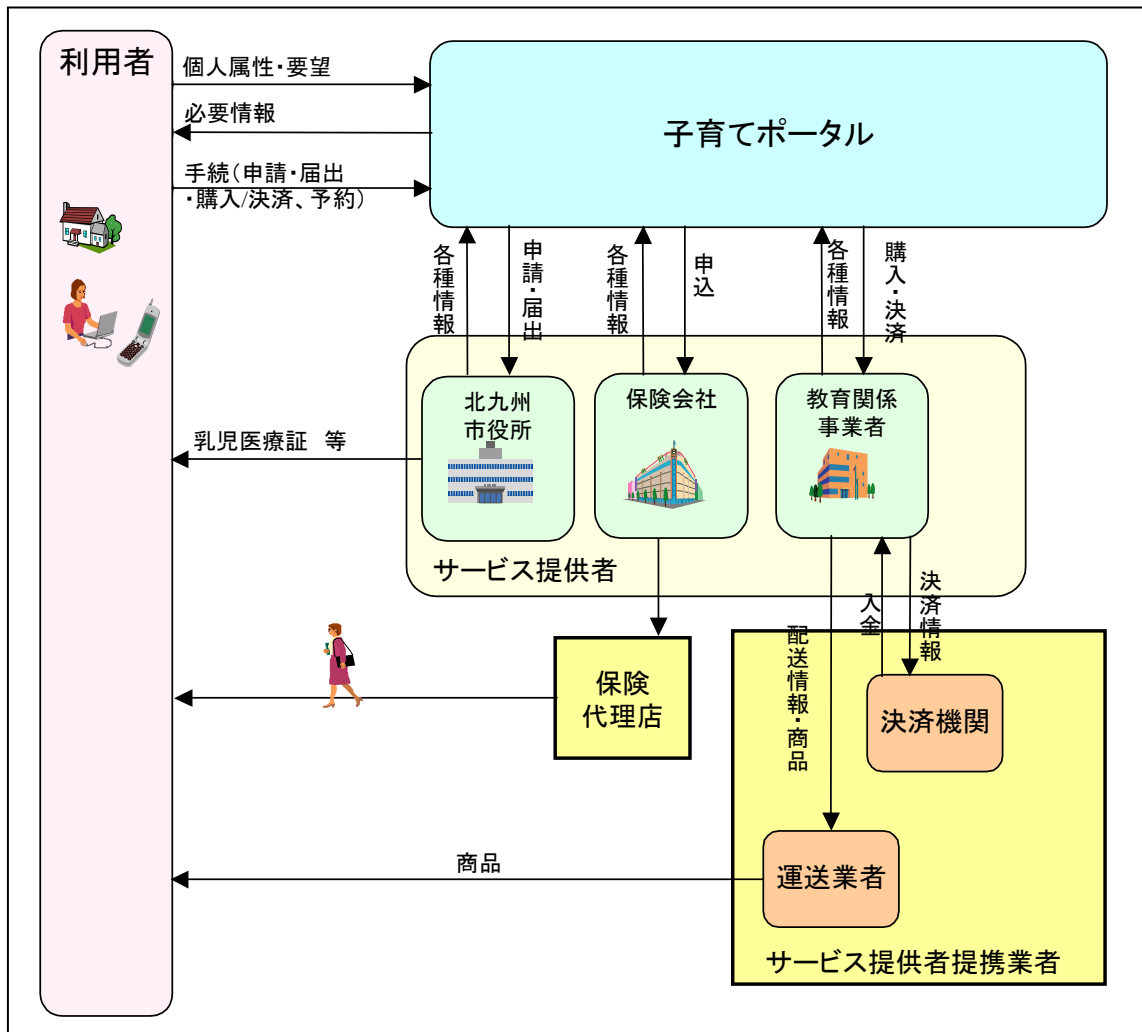 利用者
個人属性・要望
必要情報
手続（申請・届出
・購入/決済、予約）
子育てポータル
各種情報
申請・届出
各種情報
申込
各種情報
購入・決済
北九州
市役所
保険会社
教育関係
事業者
サービス提供者
乳児医療証　等
配送情報・商品
入金
決済情報
保険
代理店
決済機関
運送業者
商品
サービス提供者提携業者